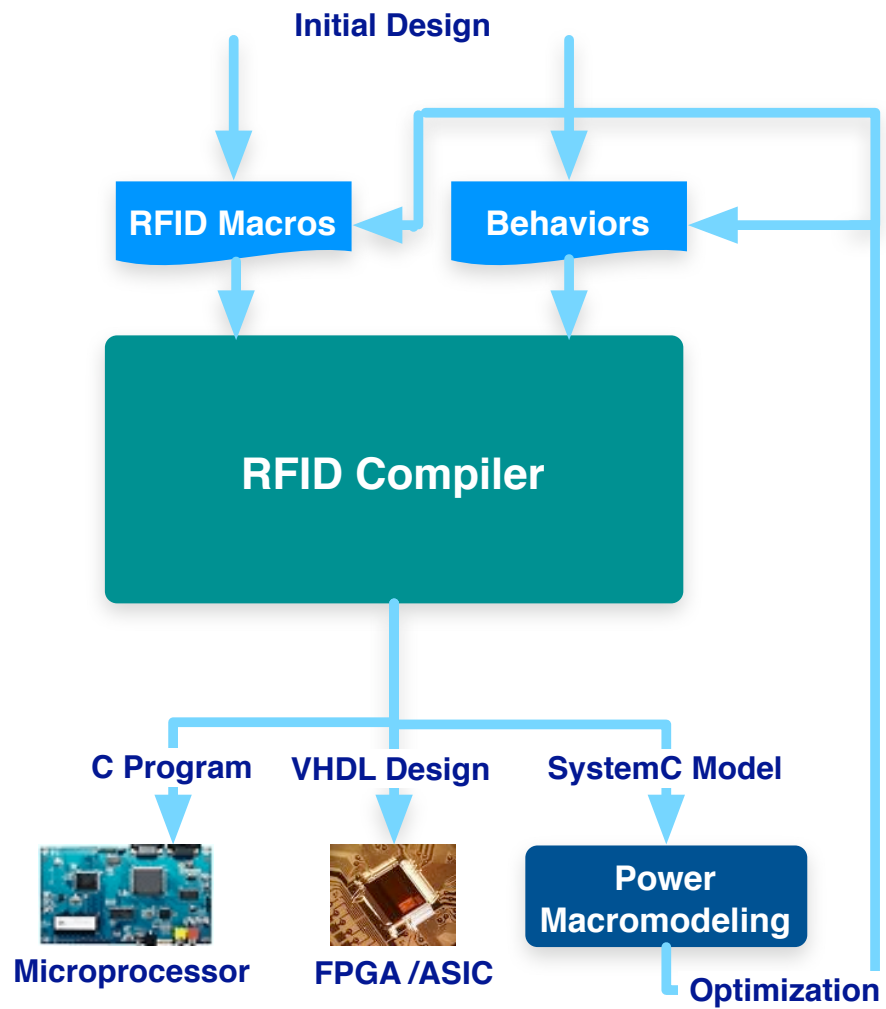 Initial Design
RFID Macros
Behaviors
RFID Compiler
C Program
VHDL Design
SystemC Model
Power
Macromodeling
Microprocessor
FPGA /ASIC
Optimization